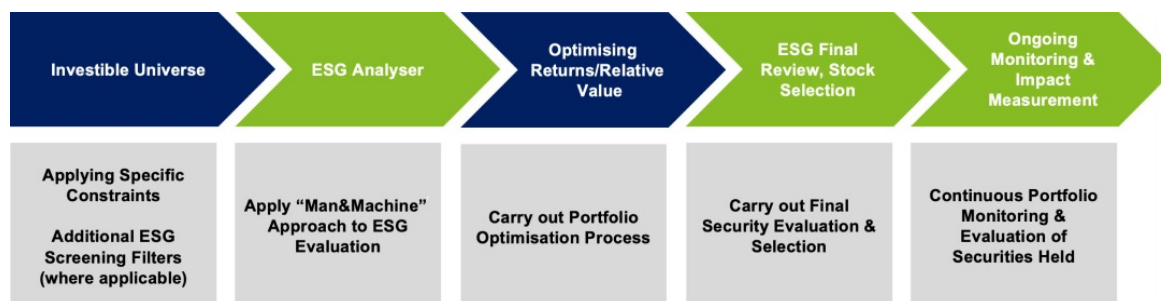 Investible Universe
ESG Analyser
Optimising
Returns/Relative
Value
ESG Final
Review, Stock
Selection
Ongoing
Monitoring &
Impact
Measurement
Applying Specific
Constraints
Additional ESG
Screening Filters
(where applicable)
Apply “Man&Machine”
Approach to ESG
Evaluation
Carry out Portfolio
Optimisation Process
Carry out Final
Security Evaluation &
Selection
Continuous Portfolio
Monitoring &
Evaluation of
Securities Held